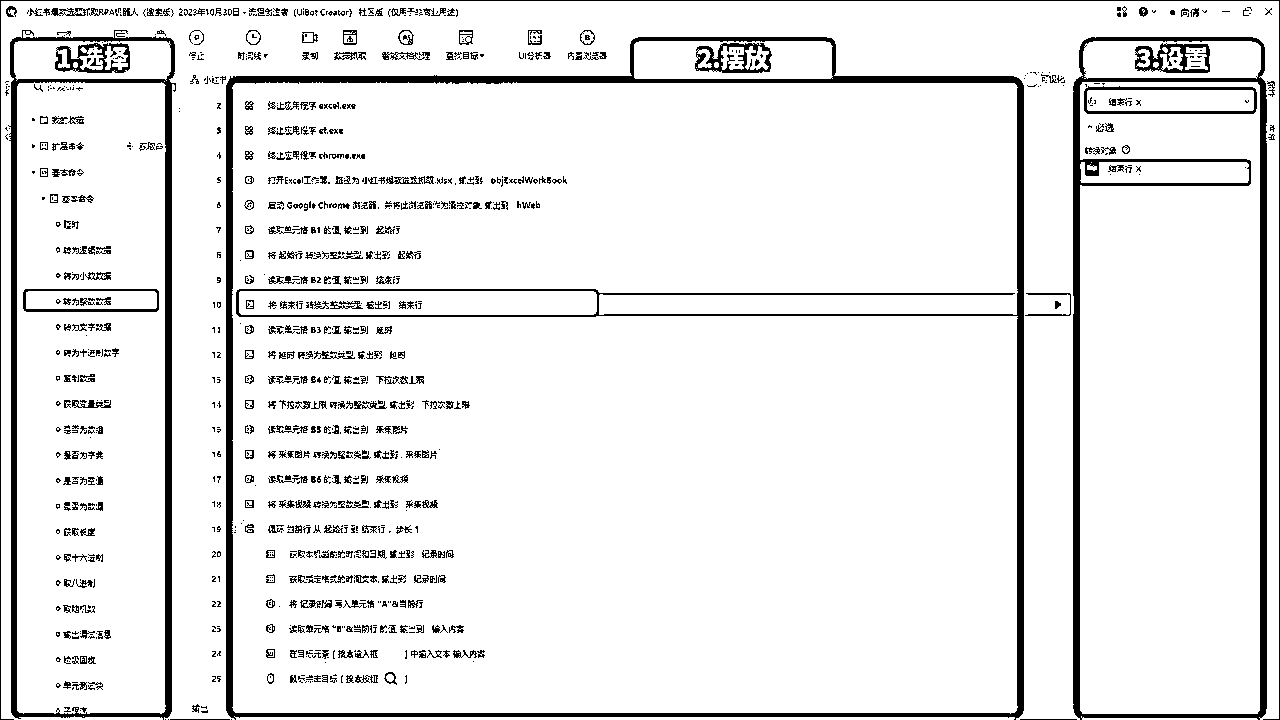 小红书爆款选题抓取RPA机器人（搜索版）2023年10月30日 - 流程创造者（UiBot Creator） 社区版（仅用于非商业用途）
向倩
停止
时间线
录制
数据抓取
智能文档处理
查找目标
UI分析器
内置浏览器
1.选择
2.摆放
3.设置
小红书
可视化
我的收藏
扩展命令
获取命
基本命令
基本命令
延时
转为逻辑数据
转为小数数据
转为整数数据
转为文字数据
转为十进制数字
复制数据
获取变量类型
是否为数组
是否为字典
是否为空值
是否为数值
获取长度
取十六进制
取八进制
取随机数
输出调试信息
垃圾回收
单元测试块
子程序
2 终止应用程序 excel.exe
3 终止应用程序 et.exe
4 终止应用程序 chrome.exe
5 打开Excel工作簿，路径为 小红书爆款选题抓取.xlsx , 输出到 objExcelWorkBook
6 启动 Google Chrome 浏览器，并将此浏览器作为操控对象, 输出到 hWeb
7 读取单元格 B1 的值, 输出到 起始行
8 将 起始行 转换为整数类型, 输出到 起始行
9 读取单元格 B2 的值, 输出到 结束行
10 将 结束行 转换为整数类型, 输出到 结束行
11 读取单元格 B3 的值, 输出到 延时
12 将 延时 转换为整数类型, 输出到 延时
13 读取单元格 B4 的值, 输出到 下拉次数上限
14 将 下拉次数上限 转换为整数类型, 输出到 下拉次数上限
15 读取单元格 B5 的值, 输出到 采集图片
16 将 采集图片 转换为整数类型, 输出到 采集图片
17 读取单元格 B6 的值, 输出到 采集视频
18 将 采集视频 转换为整数类型, 输出到 采集视频
19 循环 当前行 从 起始行 到 结束行 , 步长 1
20 获取本机当前的时间和日期, 输出到 记录时间
21 获取指定格式的时间文本, 输出到 记录时间
22 将 记录时间 写入单元格 "A"&当前行
23 读取单元格 "B"&当前行 的值, 输出到 输入内容
24 在目标元素 [ 搜索输入框 ] 中输入文本 输入内容
25 鼠标点击目标 [ 搜索按钮 ]
输出
结束行 X
必选
转换对象
结束行 X